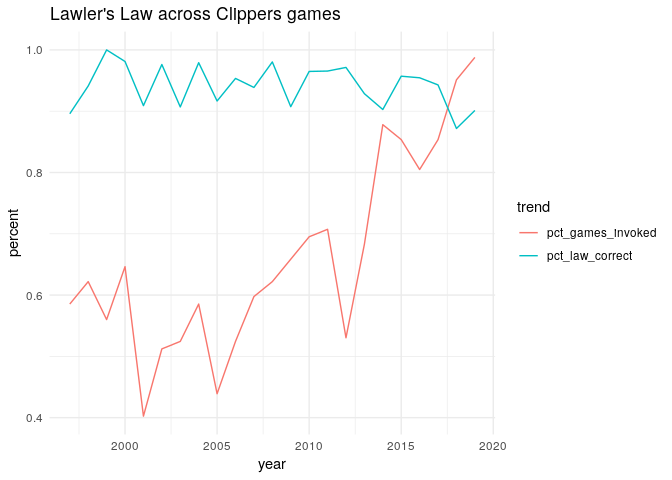 Lawler's Law across Clippers games
1.0
0.8
0.6
0.4
percent
2000 2005 2010 2015 2020
year
trend
pct_games_invoked
pct_law_correct